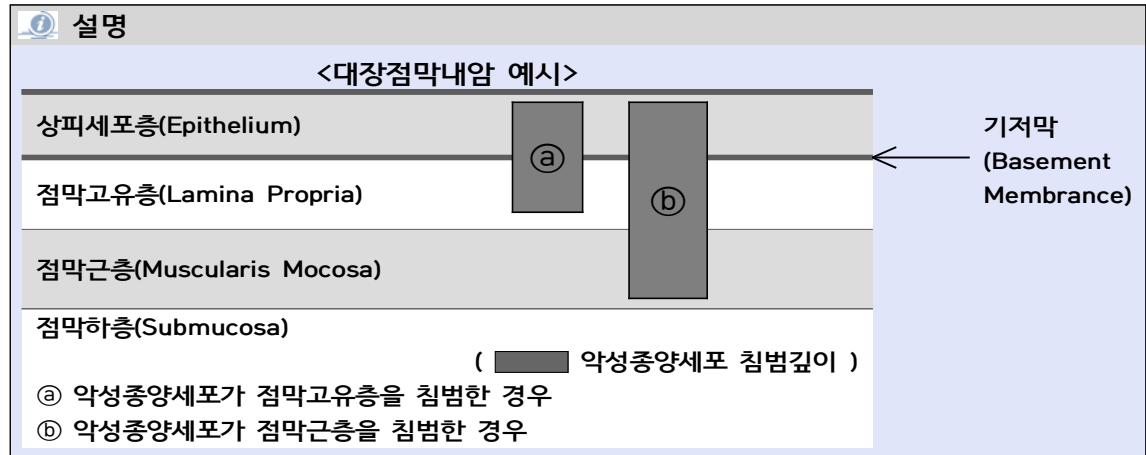 설명
<대장점막내암 예시>
상피세포층(Epithelium)
ⓐ
기저막
(Basement
Membrance)
점막고유층(Lamina Propria)
ⓑ
점막근층(Muscularis Mocosa)
점막하층(Submucosa)
( 악성종양세포 침범깊이 )
ⓐ 악성종양세포가 점막고유층을 침범한 경우
ⓑ 악성종양세포가 점막근층을 침범한 경우